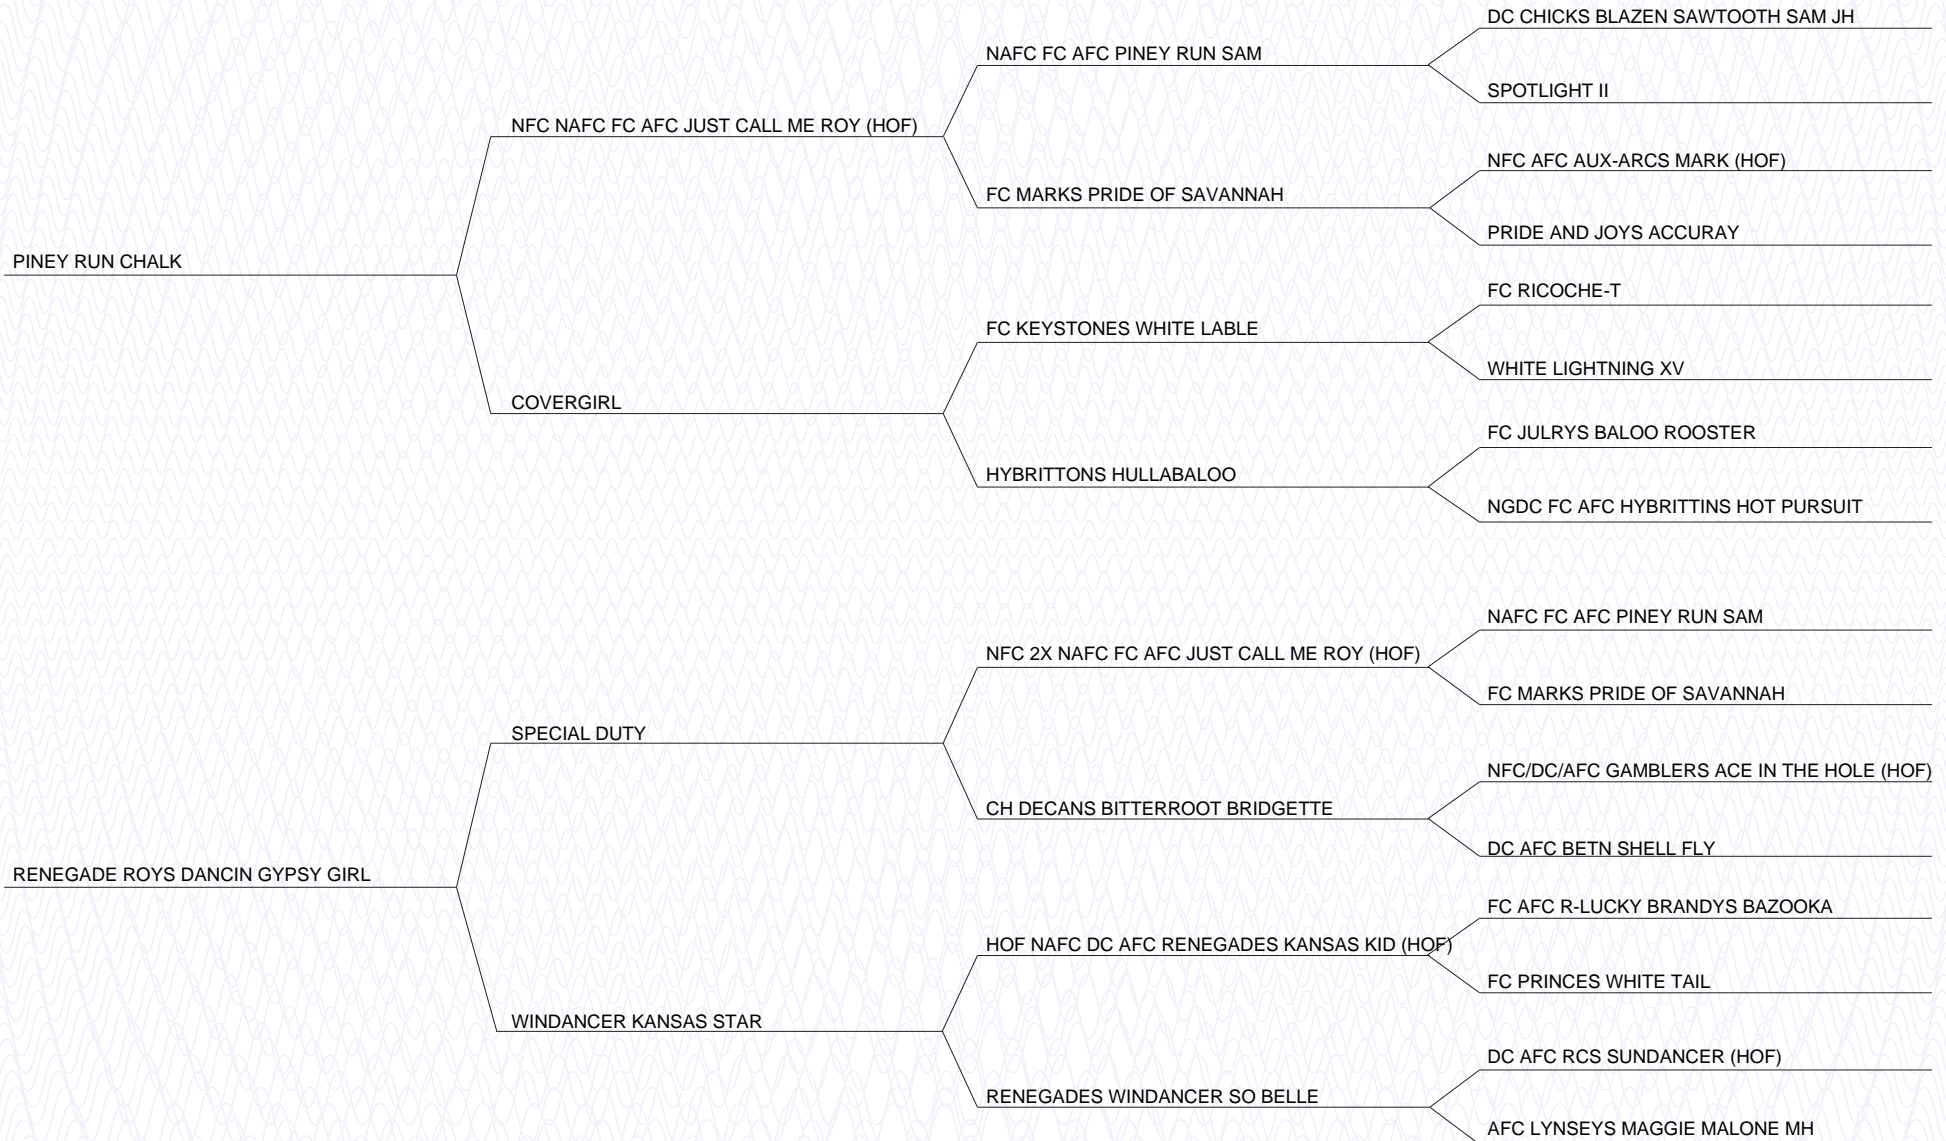 DC CHICKS BLAZEN SAWTOOTH SAM JH
NAFC FC AFC PINEY RUN SAM
SPOTLIGHT II
NFC NAFC FC AFC JUST CALL ME ROY (HOF)
NFC AFC AUX-ARCS MARK (HOF)
FC MARKS PRIDE OF SAVANNAH
PRIDE AND JOYS ACCURAY
PINEY RUN CHALK
FC RICOCHE-T
FC KEYSTONES WHITE LABLE
WHITE LIGHTNING XV
COVERGIRL
FC JULRYS BALOO ROOSTER
HYBRITTONS HULLABALOO
NGDC FC AFC HYBRITTINS HOT PURSUIT
NAFC FC AFC PINEY RUN SAM
NFC 2X NAFC FC AFC JUST CALL ME ROY (HOF)
FC MARKS PRIDE OF SAVANNAH
SPECIAL DUTY
NFC/DC/AFC GAMBLERS ACE IN THE HOLE (HOF)
CH DECANS BITTERROOT BRIDGETTE
DC AFC BETN SHELL FLY
RENEGADE ROYS DANCIN GYPSY GIRL
FC AFC R-LUCKY BRANDYS BAZOOKA
HOF NAFC DC AFC RENEGADES KANSAS KID (HOF)
FC PRINCES WHITE TAIL
WINDANCER KANSAS STAR
DC AFC RCS SUNDANCER (HOF)
RENEGADES WINDANCER SO BELLE
AFC LYNSEYS MAGGIE MALONE MH